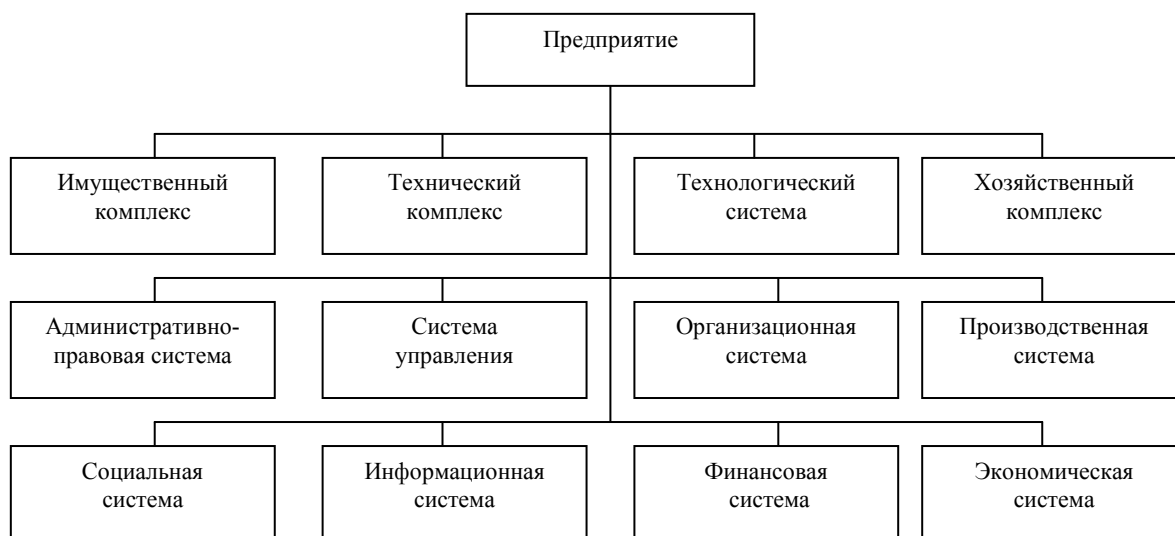 Предприятие
Имущественный
комплекс
Технический
комплекс
Технологический
система
Хозяйственный
комплекс
Административно-
правовая система
Система
управления
Организационная
система
Производственная
система
Социальная
система
Информационная
система
Финансовая
система
Экономическая
система